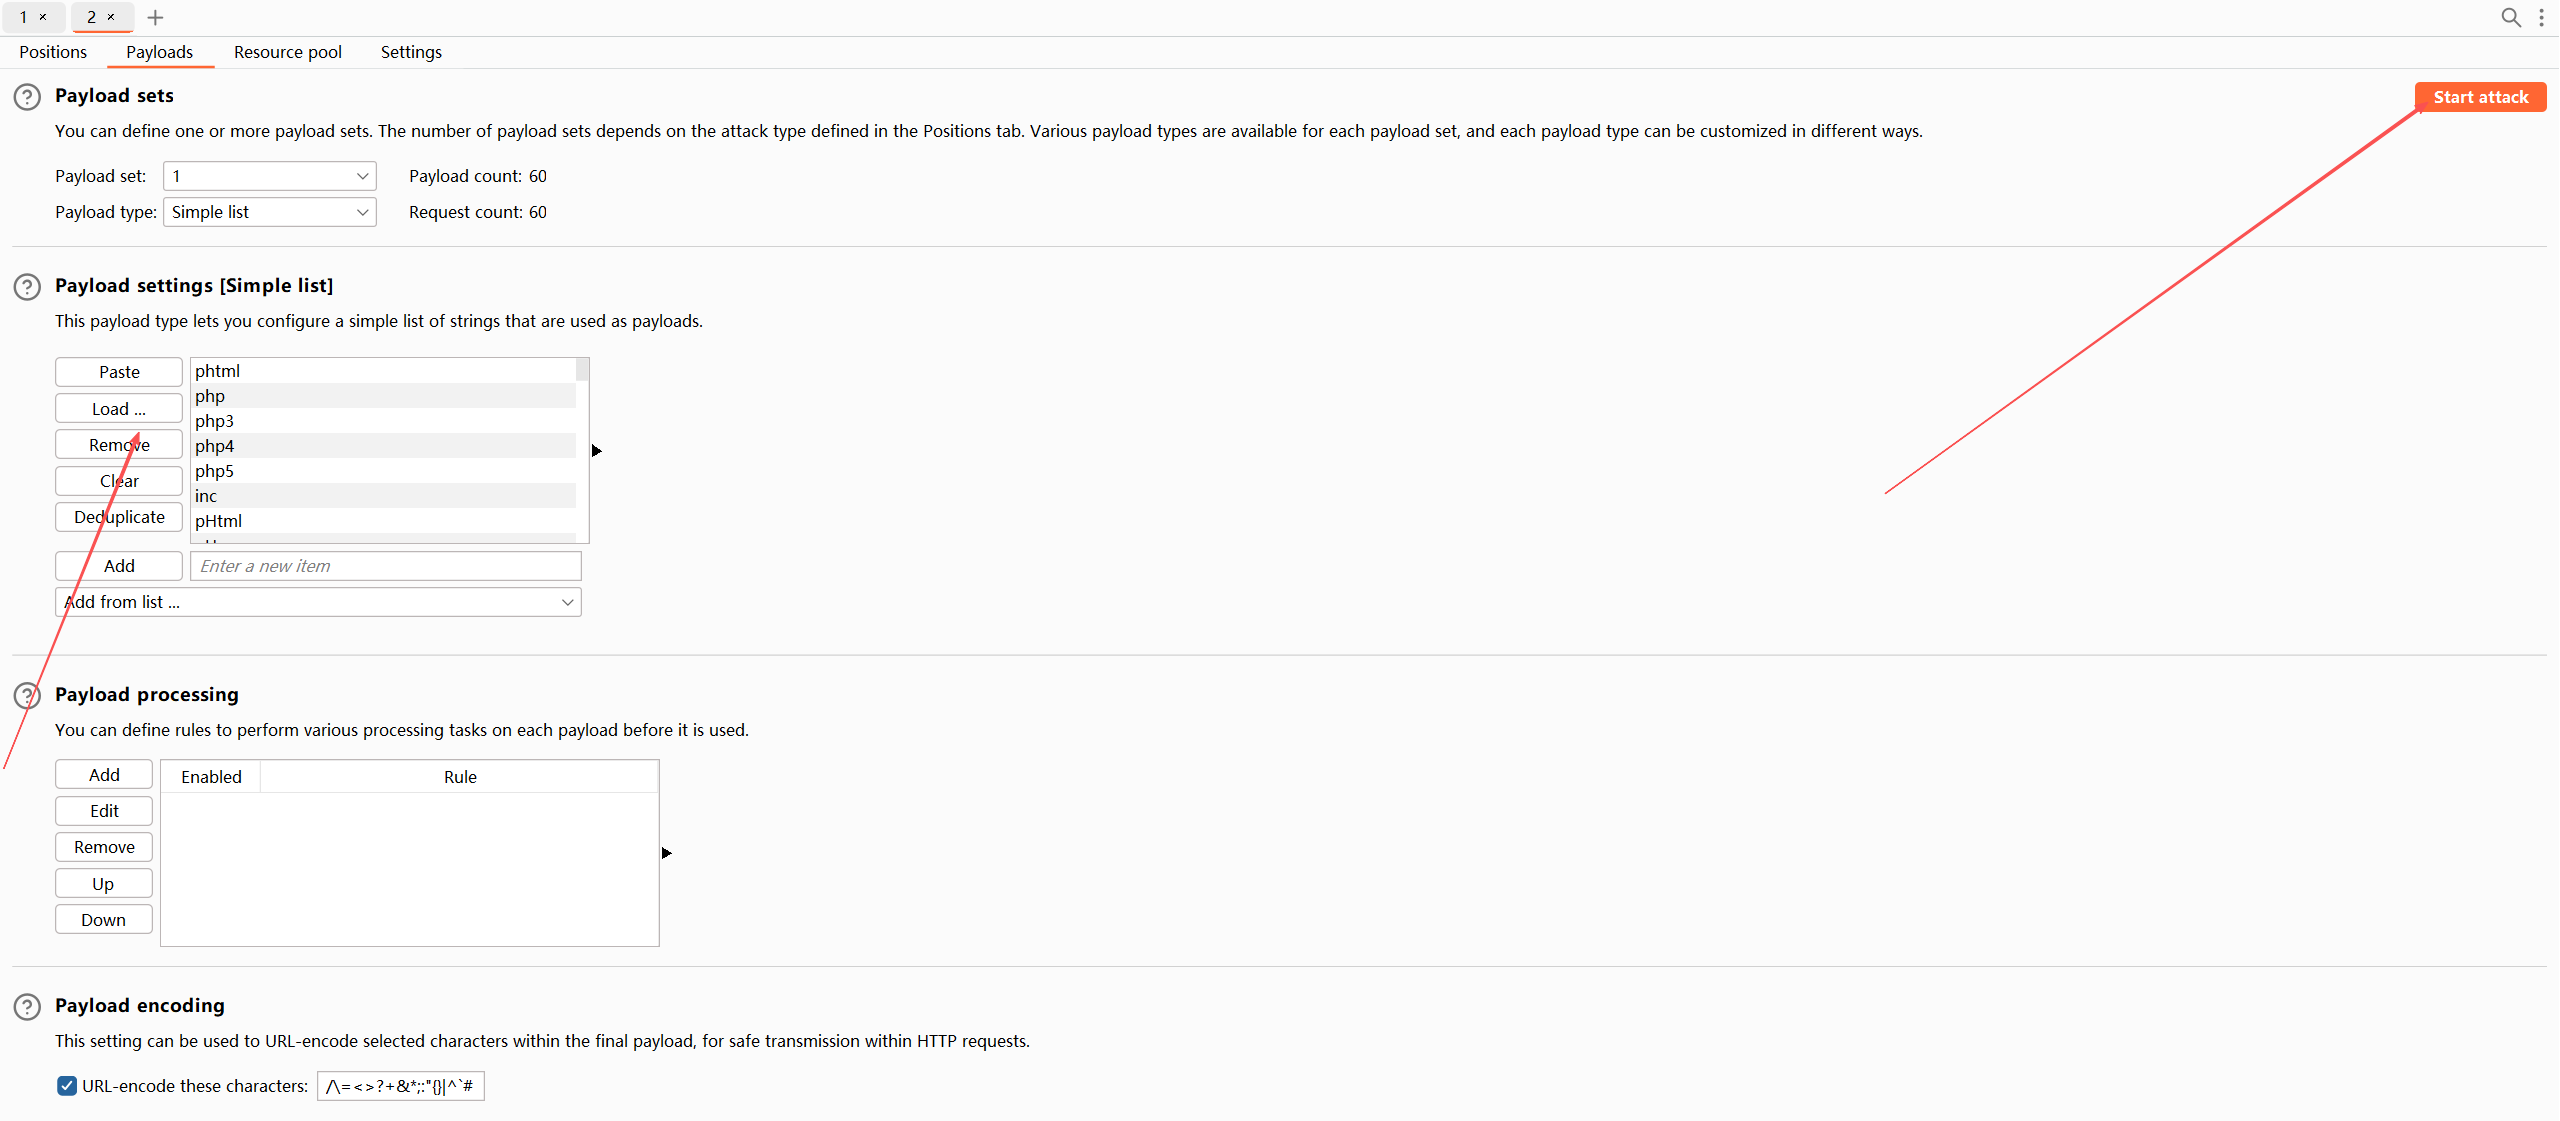 1 ×
2 ×
+
Positions
Payloads
Resource pool
Settings
Payload sets
Start attack
You can define one or more payload sets. The number of payload sets depends on the attack type defined in the Positions tab. Various payload types are available for each payload set, and each payload type can be customized in different ways.
Payload set: 1
Payload count: 60
Payload type: Simple list
Request count: 60
Payload settings [Simple list]
This payload type lets you configure a simple list of strings that are used as payloads.
Paste
Load ...
Remove
Clear
Deduplicate
phtml
php
php3
php4
php5
inc
pHtml
Add
Enter a new item
Add from list ...
Payload processing
You can define rules to perform various processing tasks on each payload before it is used.
Add
Edit
Remove
Up
Down
Enabled
Rule
Payload encoding
This setting can be used to URL-encode selected characters within the final payload, for safe transmission within HTTP requests.
URL-encode these characters: /\=<>?+&*;:"{}|^`#